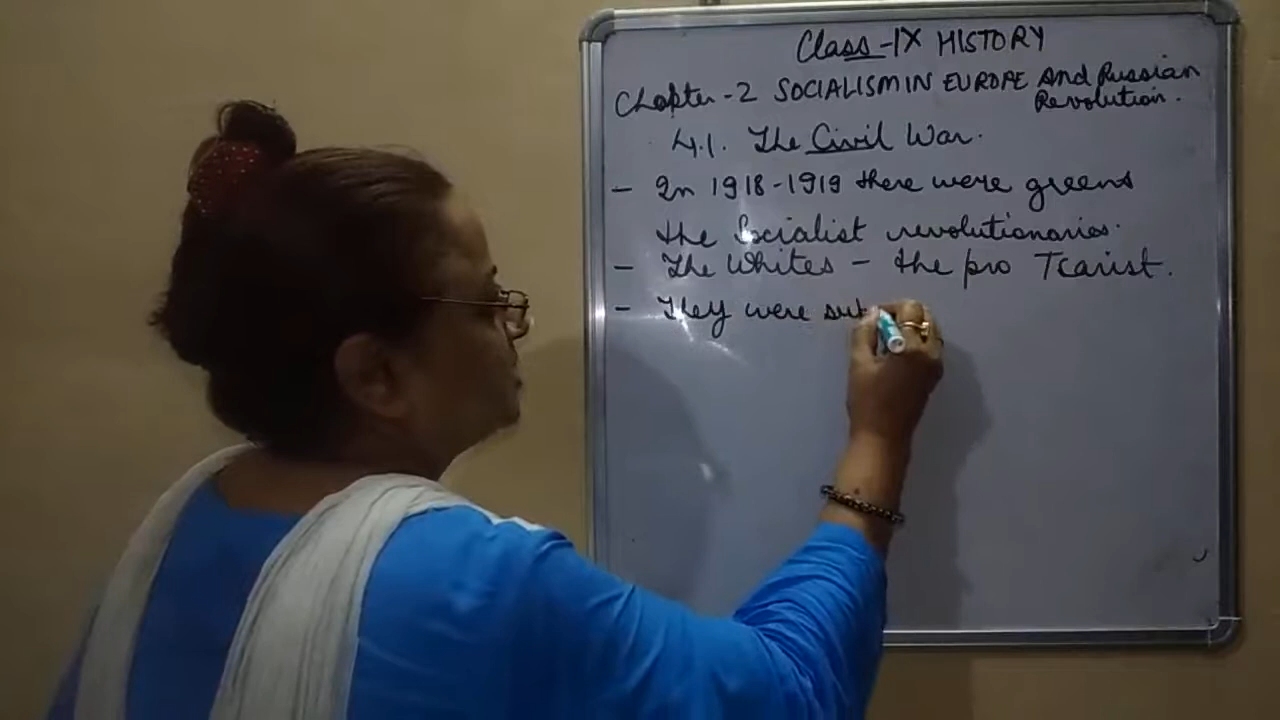 Class-IX HISTORY
Chapter-2 SOCIALISM IN EUROPE And Russian
Revolution.
4.1. The Civil War.
- In 1918-1919 there were greens
the Socialist revolutionaries.
- The Whites - the pro Tcarist.
- They were